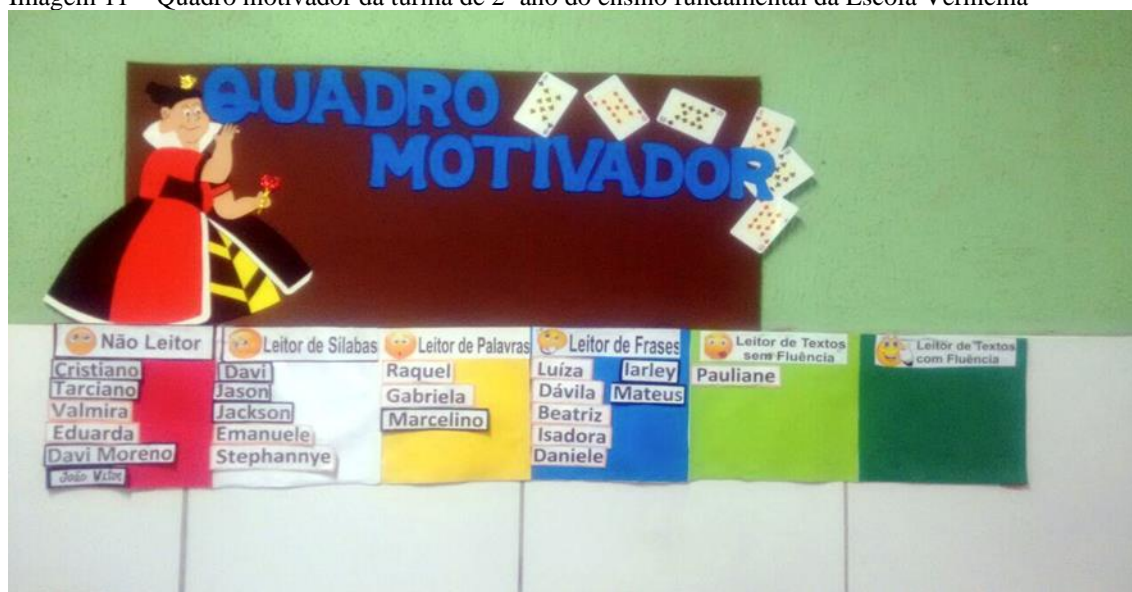 Imagem 11 – Quadro motivador da turma de 2º ano do ensino fundamental da Escola Vermelha
QUADRO
MOTIVADOR
Não Leitor
Cristiano
Tarciano
Valmira
Eduarda
Davi Moreno
João Vitor
Leitor de Sílabas
Davi
Jason
Jackson
Emanuele
Stephannye
Leitor de Palavras
Raquel
Gabriela
Marcelino
Leitor de Frases
Luíza Iarley
Dávila Mateus
Beatriz
Isadora
Daniele
Leitor de Textos
sem Fluência
Pauliane
Leitor de Textos
com Fluência